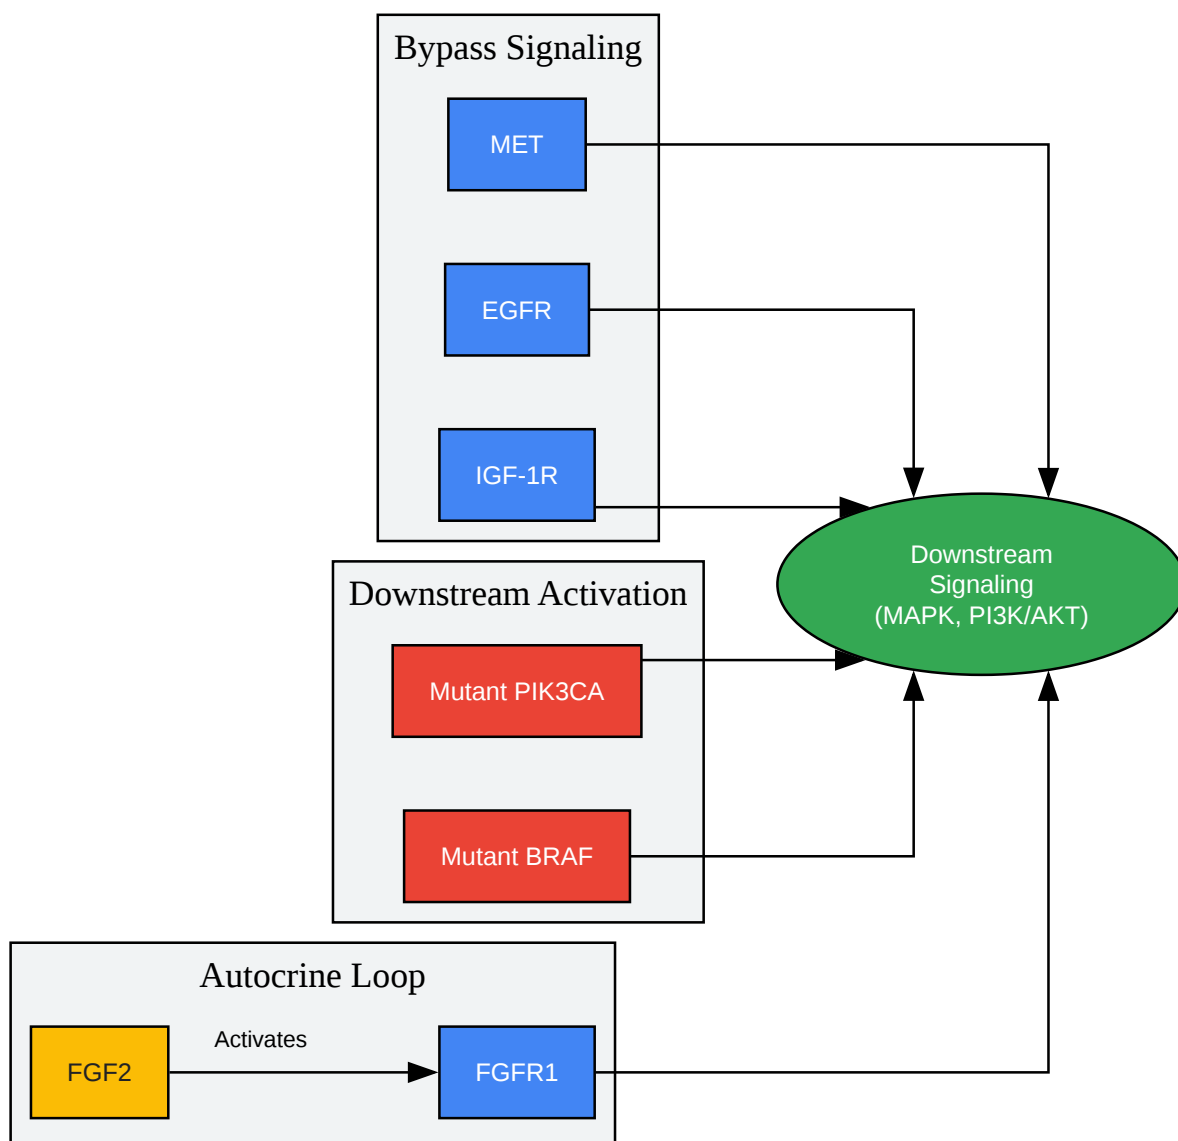 Bypass Signaling
MET
EGFR
IGF-1R
Downstream
Signaling
(MAPK, PI3K/AKT)
Downstream Activation
Mutant PIK3CA
Mutant BRAF
Autocrine Loop
FGF2
Activates
FGFR1